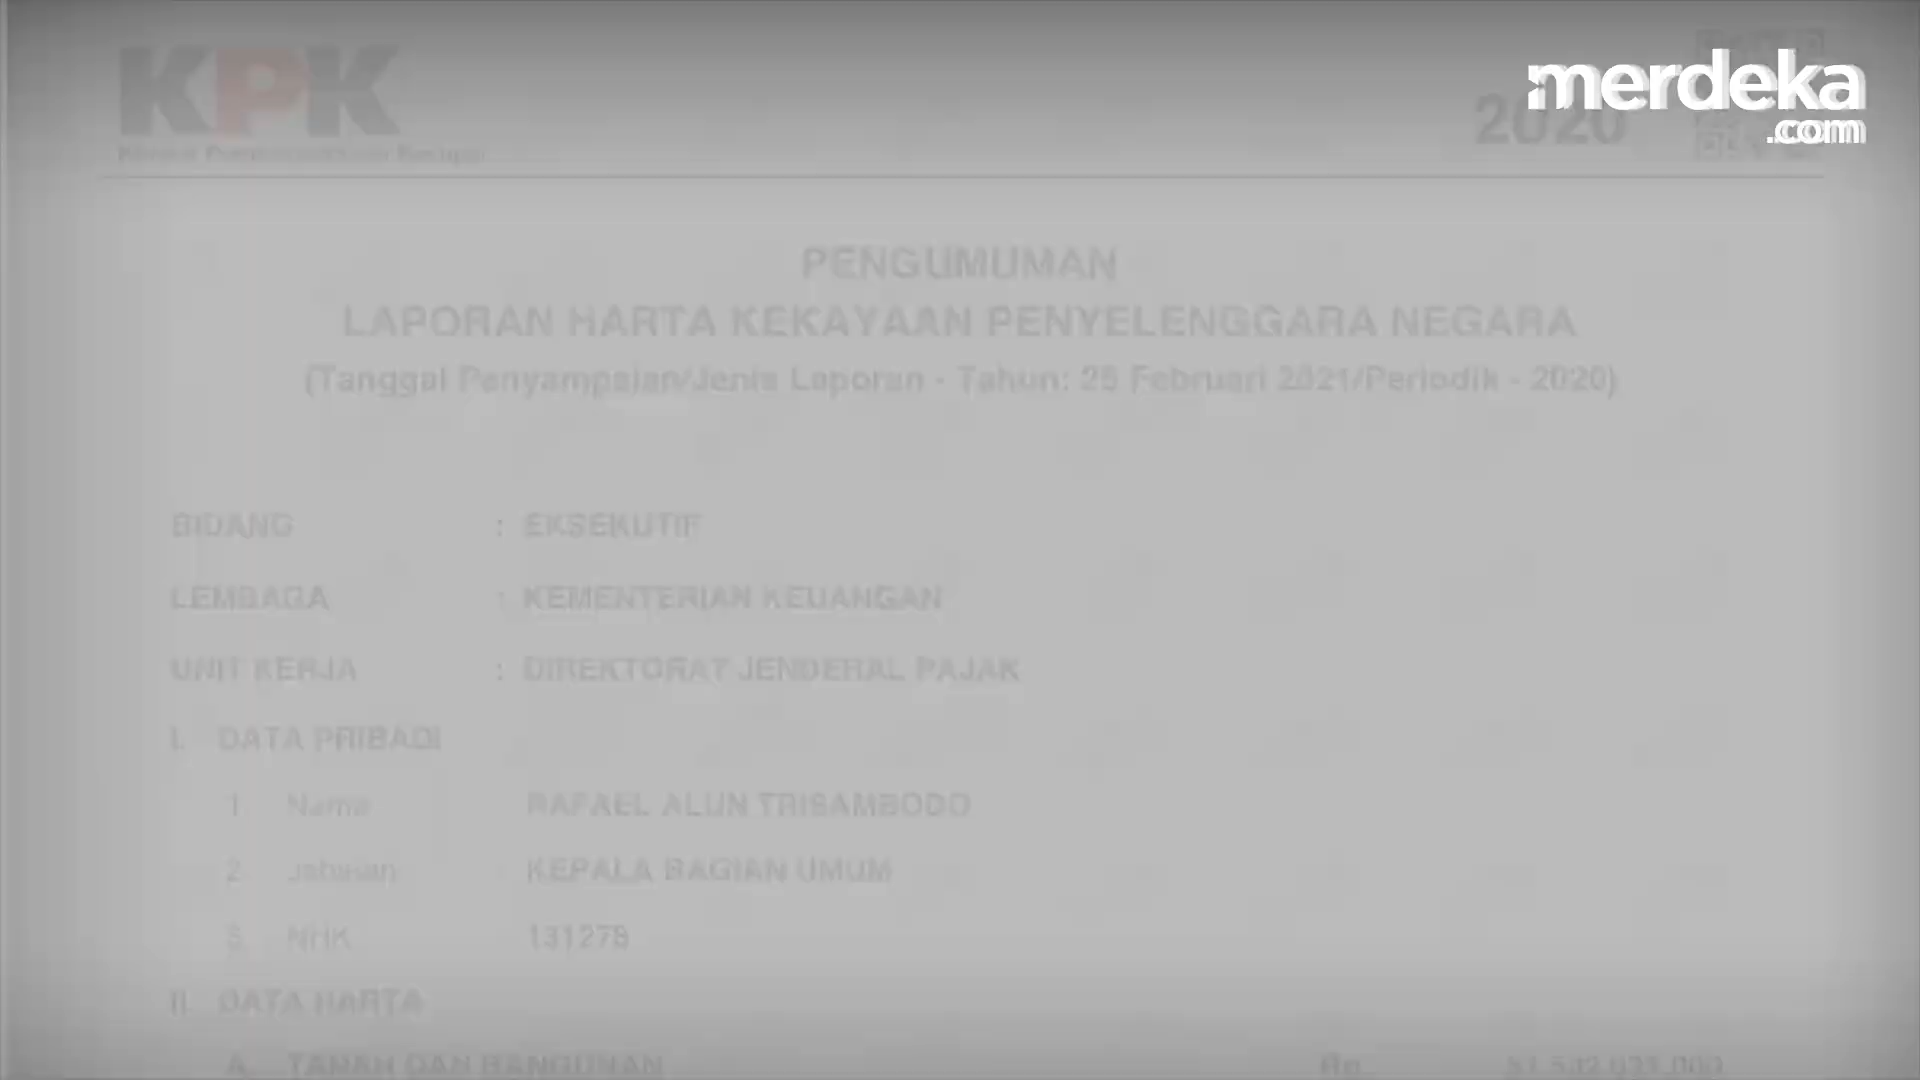 KPK
merdeka
.com
2020
PENGUMUMAN
LAPORAN HARTA KEKAYAAN PENYELENGGARA NEGARA
(Tanggal Penyampaian/Jenis Laporan - Tahun: 25 Februari 2021/Periodik - 2020)
BIDANG : EKSEKUTIF
LEMBAGA : KEMENTERIAN KEUANGAN
UNIT KERJA : DIREKTORAT JENDERAL PAJAK
I. DATA PRIBADI
1 Nama RAFAEL ALUN TRISAMBODO
2 Jabatan KEPALA BAGIAN UMUM
3 NHK 131278
II. DATA HARTA
A. TANAH DAN BANGUNAN Rp.